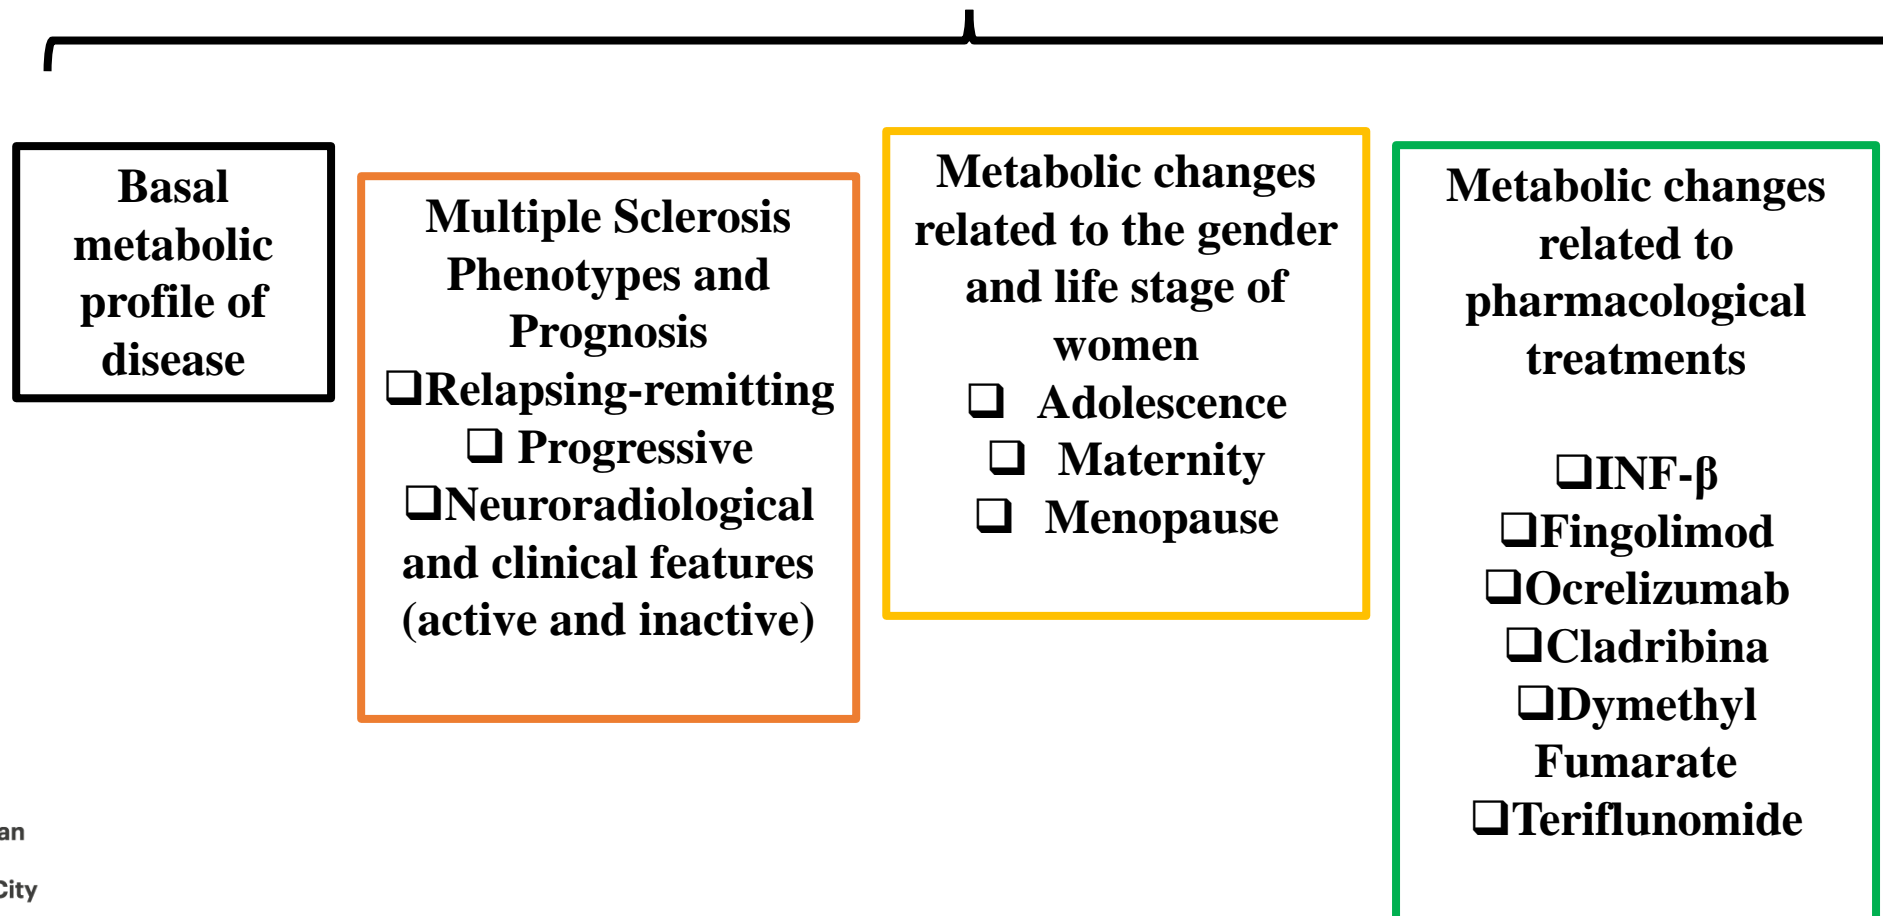 Basal
metabolic
profile of
disease
Multiple Sclerosis
Phenotypes and
Prognosis
❑Relapsing-remitting
❑ Progressive
❑Neuroradiological
and clinical features
(active and inactive)
Metabolic changes
related to the gender
and life stage of
women
❑ Adolescence
❑ Maternity
❑ Menopause
Metabolic changes
related to
pharmacological
treatments
❑INF-β
❑Fingolimod
❑Ocrelizumab
❑Cladribina
❑Dymethyl
Fumarate
❑Teriflunomide
an
City